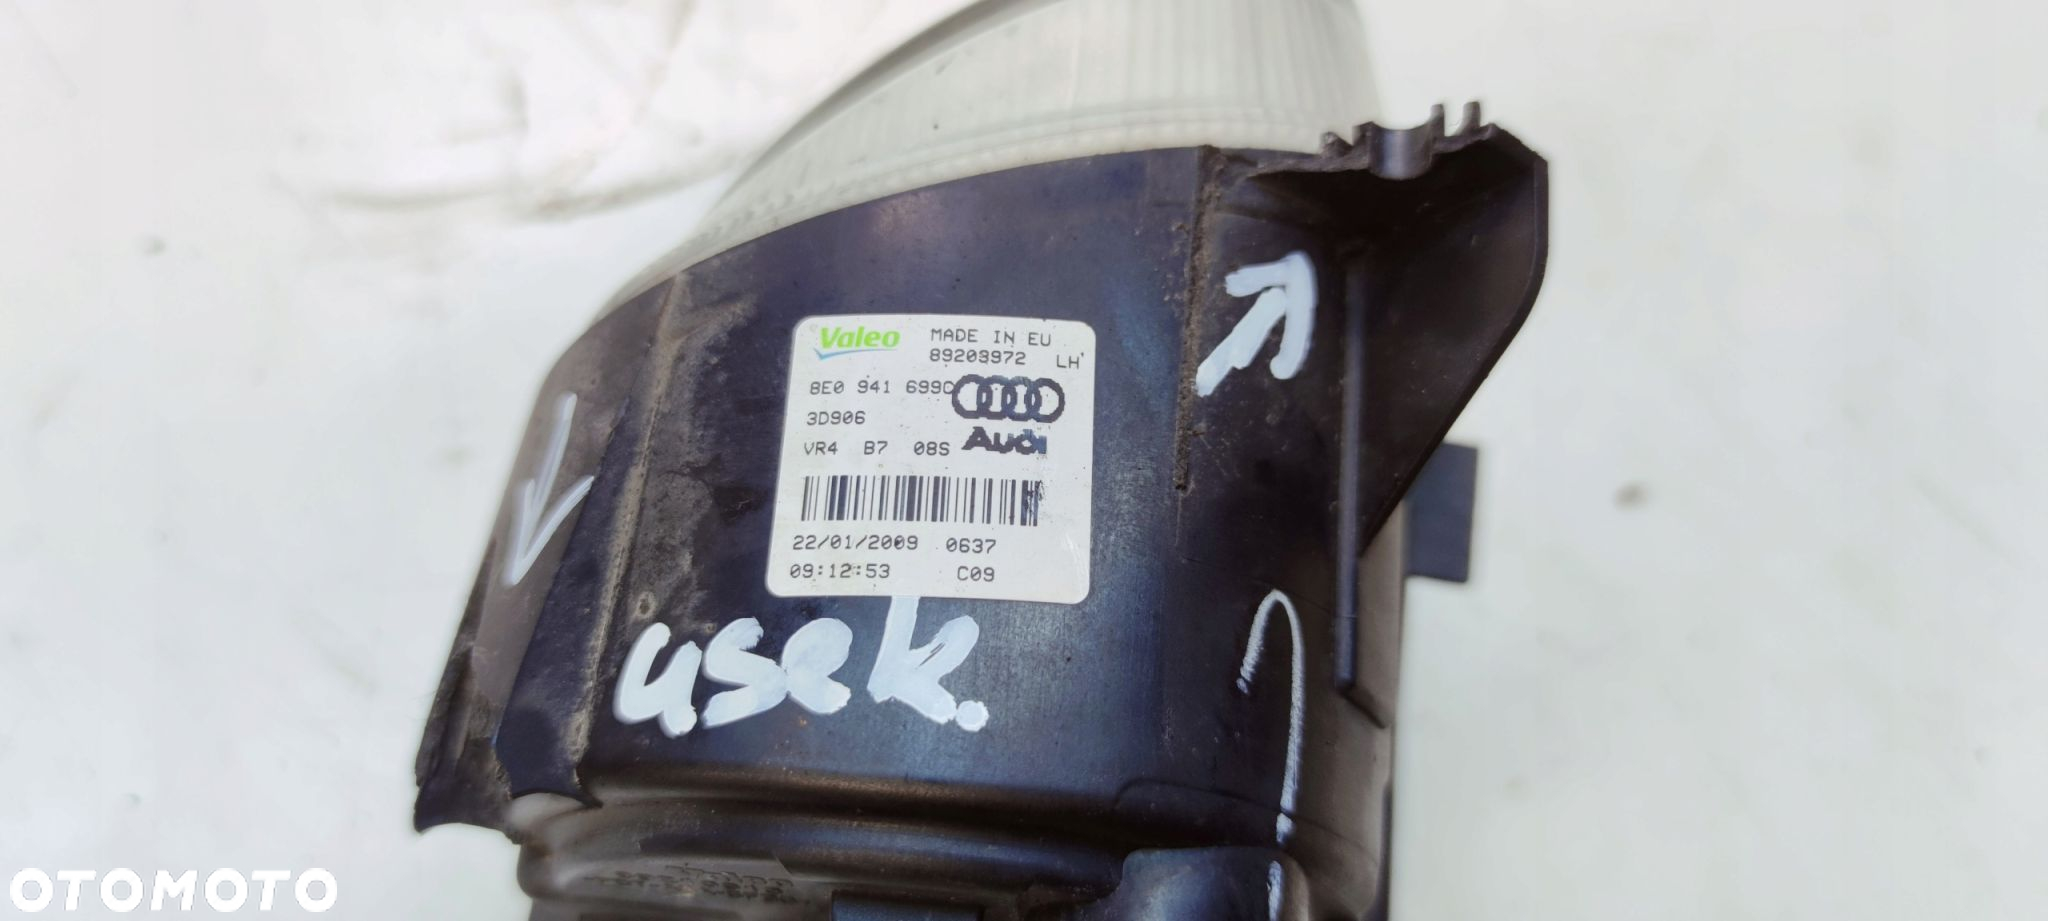 Valeo MADE IN EU
89203972 LH
8E0 941 699C
3D906
VR4 B7 08S Audi
22/01/2009 0637
09:12:53 C09
usek.
OTOMOTO